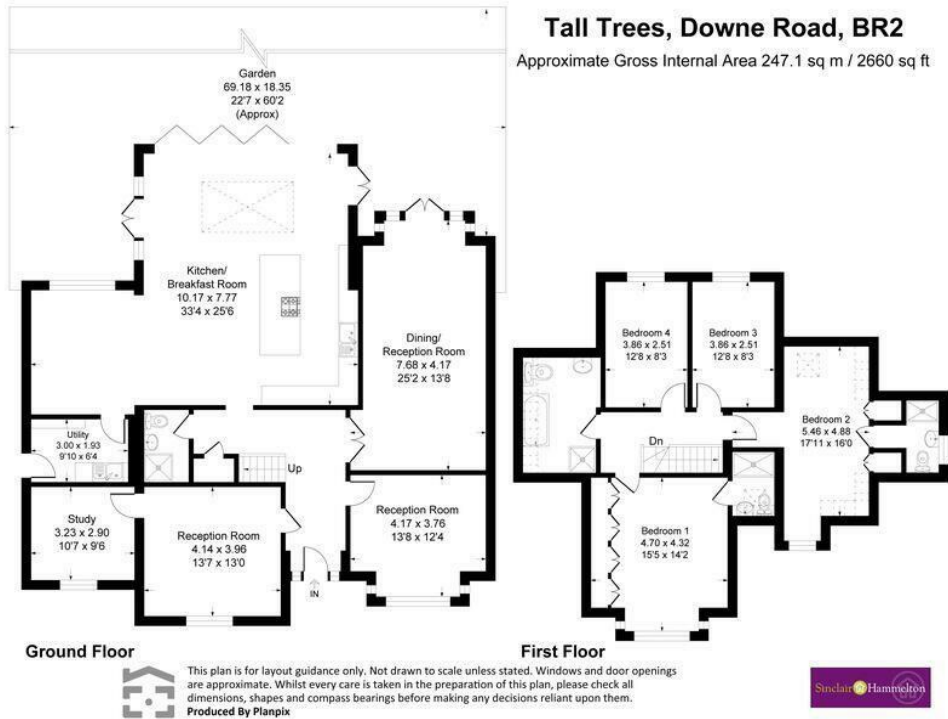 Tall Trees, Downe Road, BR2
Approximate Gross Internal Area 247.1 sq m / 2660 sq ft
Garden
69.18 x 18.35
22'7 x 60'2
(Approx)
Kitchen/
Breakfast Room
10.17 x 7.77
33'4 x 25'6
Dining/
Reception Room
7.68 x 4.17
25'2 x 13'8
Utility
3.00 x 1.93
9'10 x 6'4
Up
Study
3.23 x 2.90
10'7 x 9'6
Reception Room
4.14 x 3.96
13'7 x 13'0
Reception Room
4.17 x 3.76
13'8 x 12'4
IN
Ground Floor
Bedroom 4
3.86 x 2.51
12'8 x 8'3
Bedroom 3
3.86 x 2.51
12'8 x 8'3
Bedroom 2
5.46 x 4.88
17'11 x 16'0
Dn
Bedroom 1
4.70 x 4.32
15'5 x 14'2
First Floor
This plan is for layout guidance only. Not drawn to scale unless stated. Windows and door openings
are approximate. Whilst every care is taken in the preparation of this plan, please check all
dimensions, shapes and compass bearings before making any decisions reliant upon them.
Produced By Planpix
Sinclair Hammelton